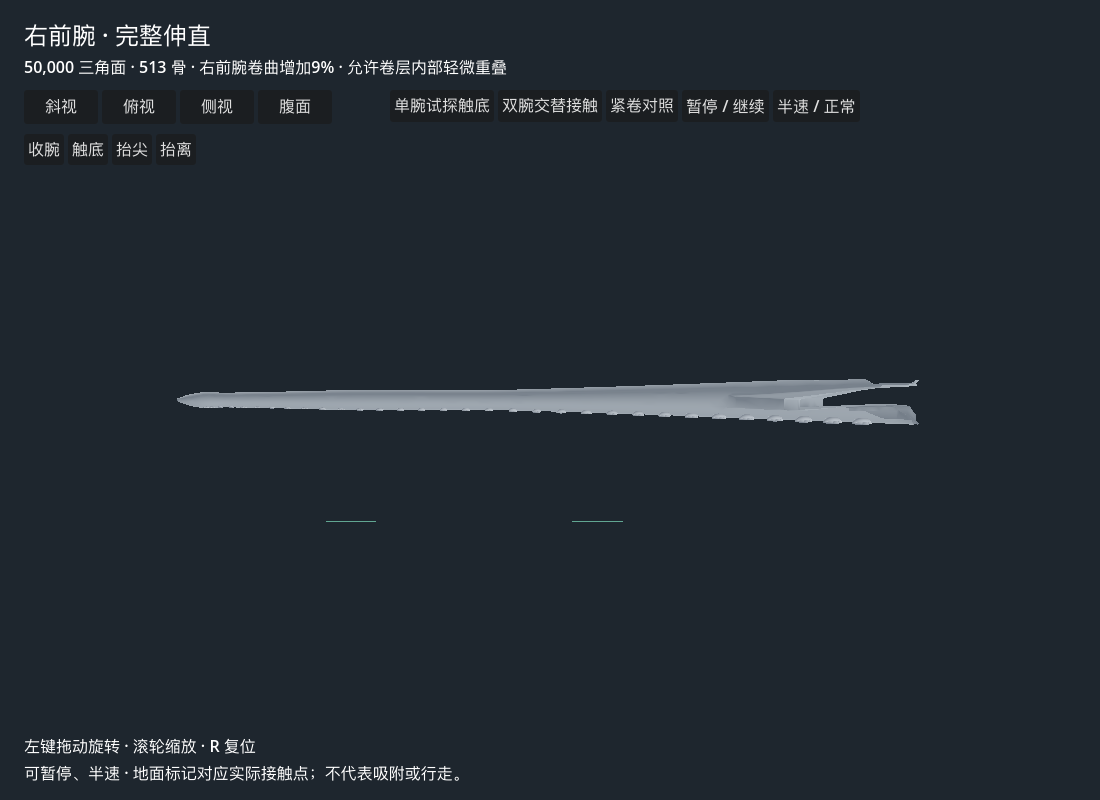 右前腕 · 完整伸直
50,000 三角面 · 513 骨 · 右前腕卷曲增加9% · 允许卷层内部轻微重叠
斜视 俯视 侧视 腹面 单腕试探触底 双腕交替接触 紧卷对照 暂停 / 继续 半速 / 正常
收腕 触底 抬尖 抬离
左键拖动旋转 · 滚轮缩放 · R 复位
可暂停、半速 · 地面标记对应实际接触点；不代表吸附或行走。